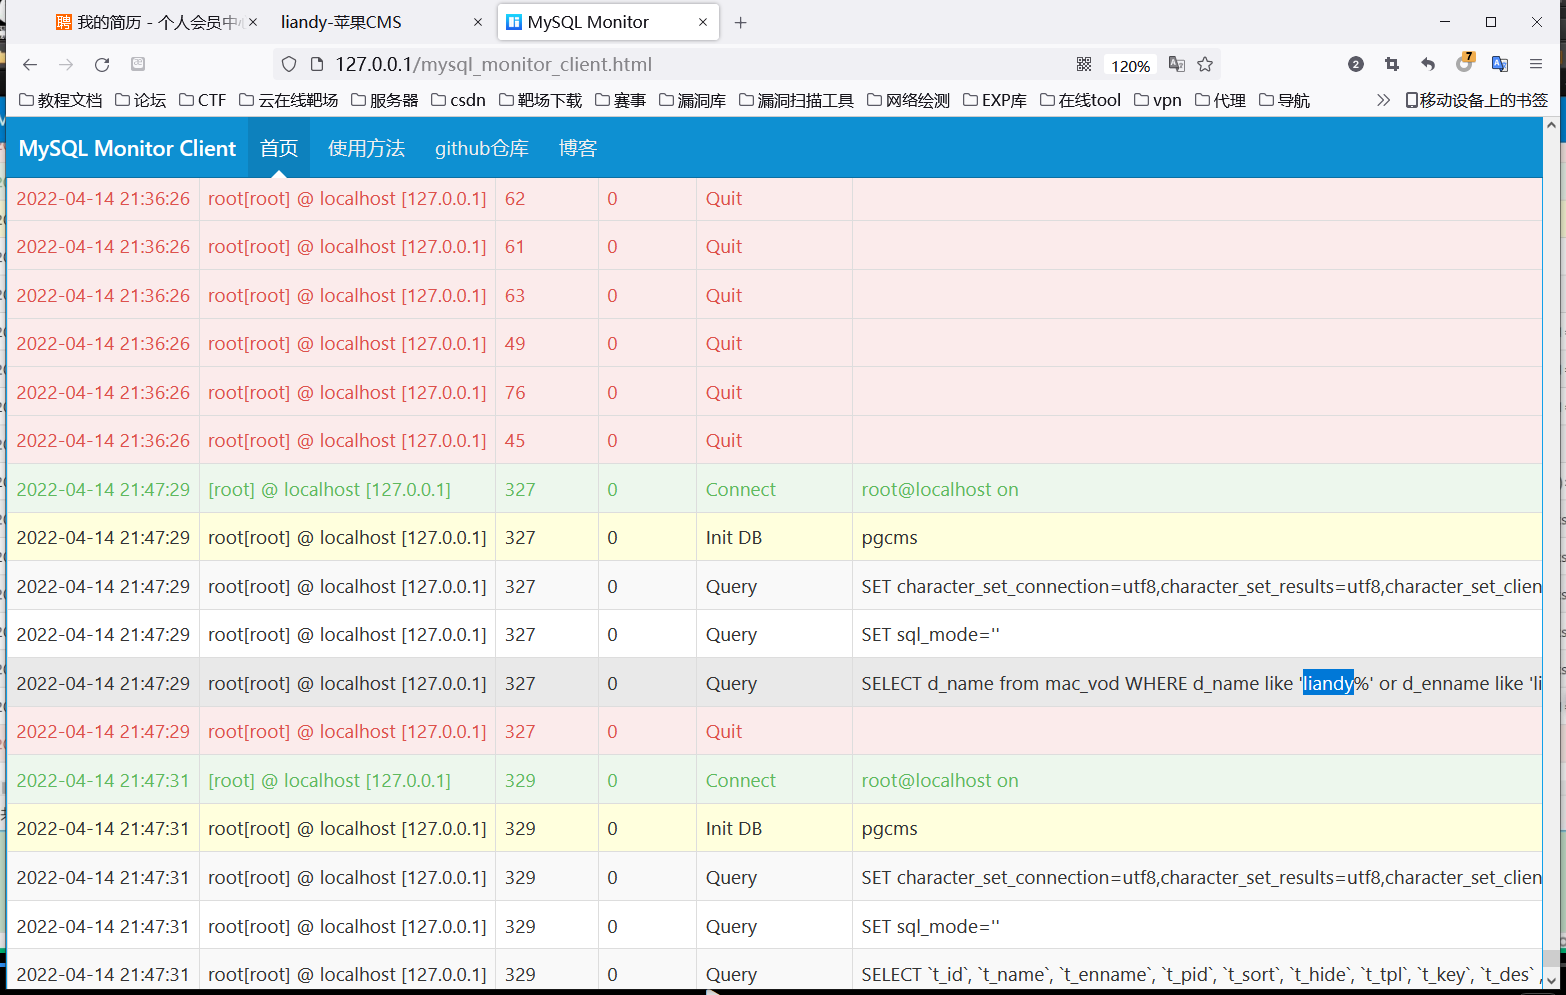 我的简历 - 个人会员中
liandy-苹果CMS
MySQL Monitor
127.0.0.1/mysql_monitor_client.html
120%
2
7
教程文档 论坛 CTF 云在线靶场 服务器 csdn 靶场下载 赛事 漏洞库 漏洞扫描工具 网络绘测 EXP库 在线tool vpn 代理 导航 移动设备上的书签
MySQL Monitor Client 首页 使用方法 github仓库 博客
2022-04-14 21:36:26 root[root] @ localhost [127.0.0.1] 62 0 Quit
2022-04-14 21:36:26 root[root] @ localhost [127.0.0.1] 61 0 Quit
2022-04-14 21:36:26 root[root] @ localhost [127.0.0.1] 63 0 Quit
2022-04-14 21:36:26 root[root] @ localhost [127.0.0.1] 49 0 Quit
2022-04-14 21:36:26 root[root] @ localhost [127.0.0.1] 76 0 Quit
2022-04-14 21:36:26 root[root] @ localhost [127.0.0.1] 45 0 Quit
2022-04-14 21:47:29 [root] @ localhost [127.0.0.1] 327 0 Connect root@localhost on
2022-04-14 21:47:29 root[root] @ localhost [127.0.0.1] 327 0 Init DB pgcms
2022-04-14 21:47:29 root[root] @ localhost [127.0.0.1] 327 0 Query SET character_set_connection=utf8,character_set_results=utf8,character_set_clien
2022-04-14 21:47:29 root[root] @ localhost [127.0.0.1] 327 0 Query SET sql_mode=''
2022-04-14 21:47:29 root[root] @ localhost [127.0.0.1] 327 0 Query SELECT d_name from mac_vod WHERE d_name like 'liandy%' or d_enname like 'li
2022-04-14 21:47:29 root[root] @ localhost [127.0.0.1] 327 0 Quit
2022-04-14 21:47:31 [root] @ localhost [127.0.0.1] 329 0 Connect root@localhost on
2022-04-14 21:47:31 root[root] @ localhost [127.0.0.1] 329 0 Init DB pgcms
2022-04-14 21:47:31 root[root] @ localhost [127.0.0.1] 329 0 Query SET character_set_connection=utf8,character_set_results=utf8,character_set_clien
2022-04-14 21:47:31 root[root] @ localhost [127.0.0.1] 329 0 Query SET sql_mode=''
2022-04-14 21:47:31 root[root] @ localhost [127.0.0.1] 329 0 Query SELECT `t_id`, `t_name`, `t_enname`, `t_pid`, `t_sort`, `t_hide`, `t_tpl`, `t_key`, `t_des` ,